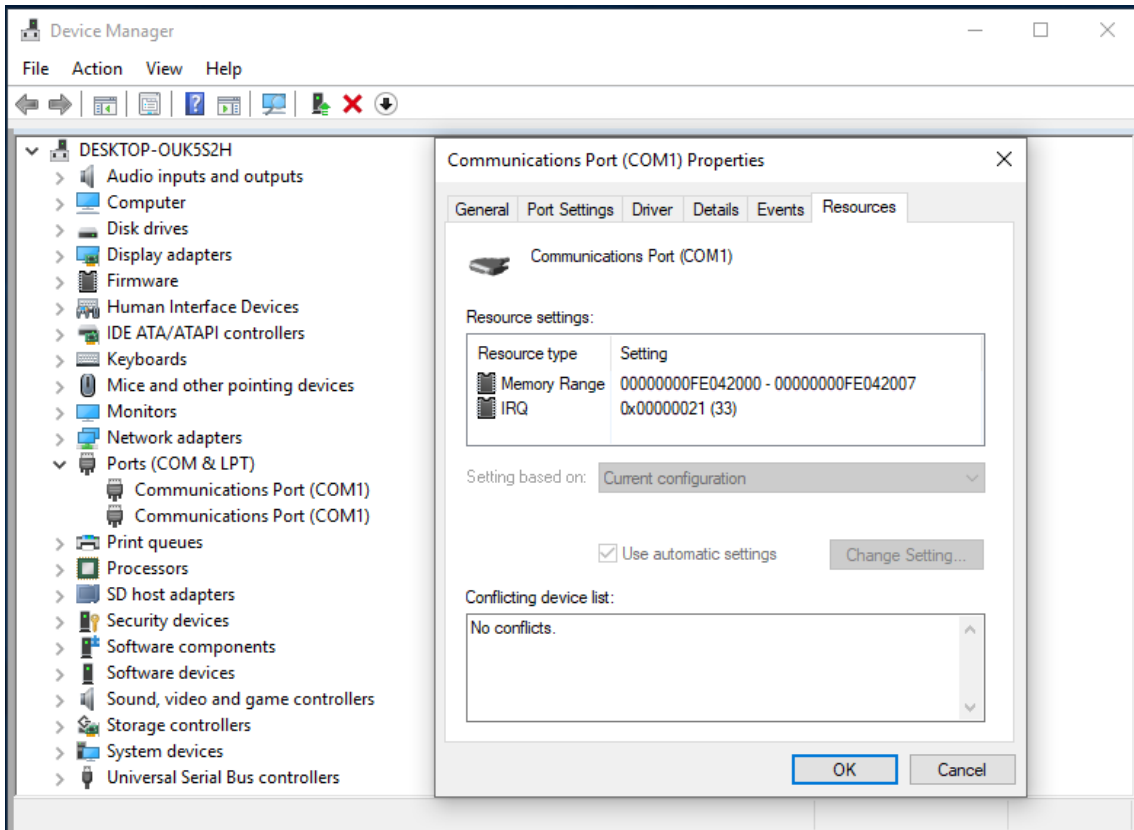 Device Manager
File Action View Help
DESKTOP-OUK5S2H
Audio inputs and outputs
Computer
Disk drives
Display adapters
Firmware
Human Interface Devices
IDE ATA/ATAPI controllers
Keyboards
Mice and other pointing devices
Monitors
Network adapters
Ports (COM & LPT)
Communications Port (COM1)
Communications Port (COM1)
Print queues
Processors
SD host adapters
Security devices
Software components
Software devices
Sound, video and game controllers
Storage controllers
System devices
Universal Serial Bus controllers
Communications Port (COM1) Properties
General Port Settings Driver Details Events Resources
Communications Port (COM1)
Resource settings:
Resource type Setting
Memory Range 00000000FE042000 - 00000000FE042007
IRQ 0x00000021 (33)
Setting based on: Current configuration
Use automatic settings Change Setting...
Conflicting device list:
No conflicts.
OK Cancel